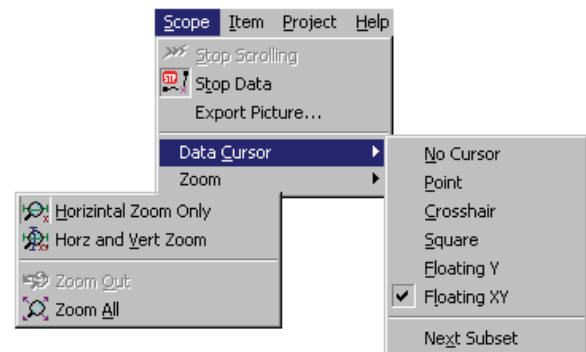 Scope Item Project Help
Stop Scrolling
Stop Data
Export Picture...
Data Cursor
Zoom
Horizintal Zoom Only
Horz and Vert Zoom
Zoom Out
Zoom All
No Cursor
Point
Crosshair
Square
Floating Y
Floating XY
Next Subset